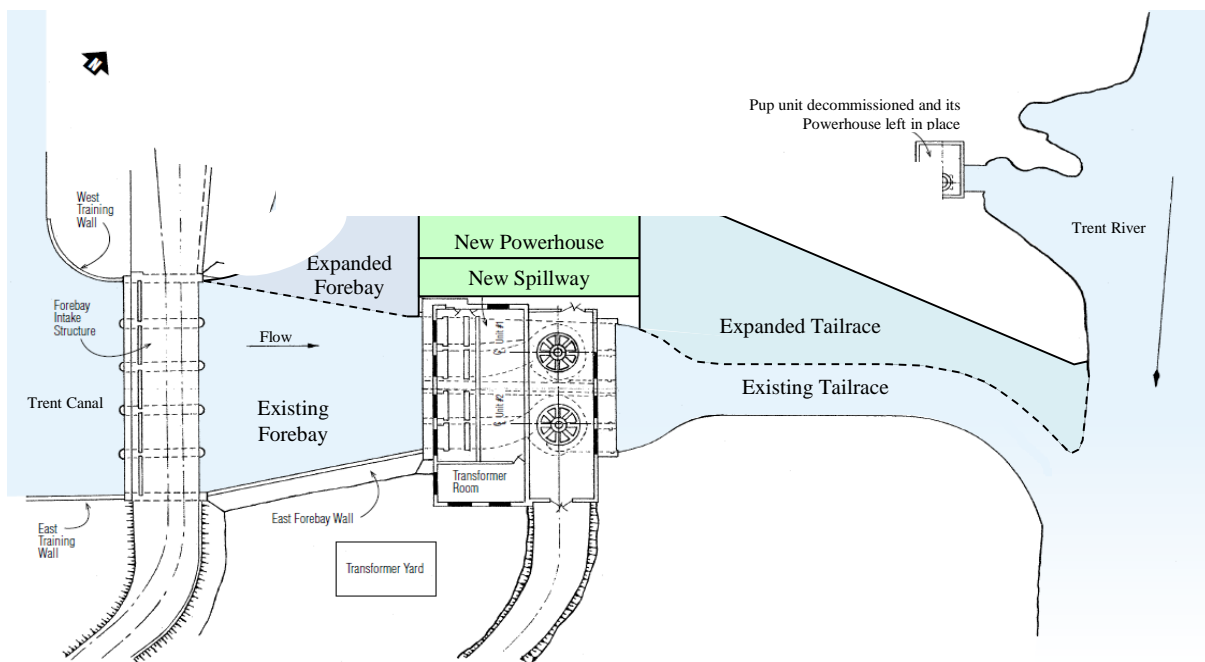 N
Pup unit decommissioned and its
Powerhouse left in place
West
Training
Wall
Trent River
New Powerhouse
Expanded
Forebay
New Spillway
Forebay
Intake
Structure
Flow
Unit #1
Expanded Tailrace
Trent Canal
Existing
Forebay
Unit #2
Existing Tailrace
Transformer
Room
East Forebay Wall
East
Training
Wall
Transformer Yard